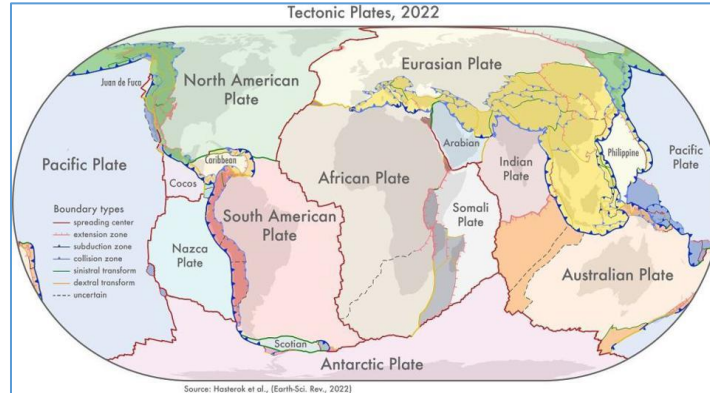 Tectonic Plates, 2022
Juan de Fuca
North American
Plate
Eurasian Plate
Pacific Plate
Caribbean
Cocos
Arabian
Indian
Plate
Philippine
Pacific
Plate
African Plate
Somali
Plate
South American
Plate
Nazca
Plate
Australian Plate
Boundary types
spreading center
extension zone
subduction zone
collision zone
sinistral transform
dextral transform
uncertain
Scotian
Antarctic Plate
Source: Hasterok et al., (Earth-Sci. Rev., 2022)